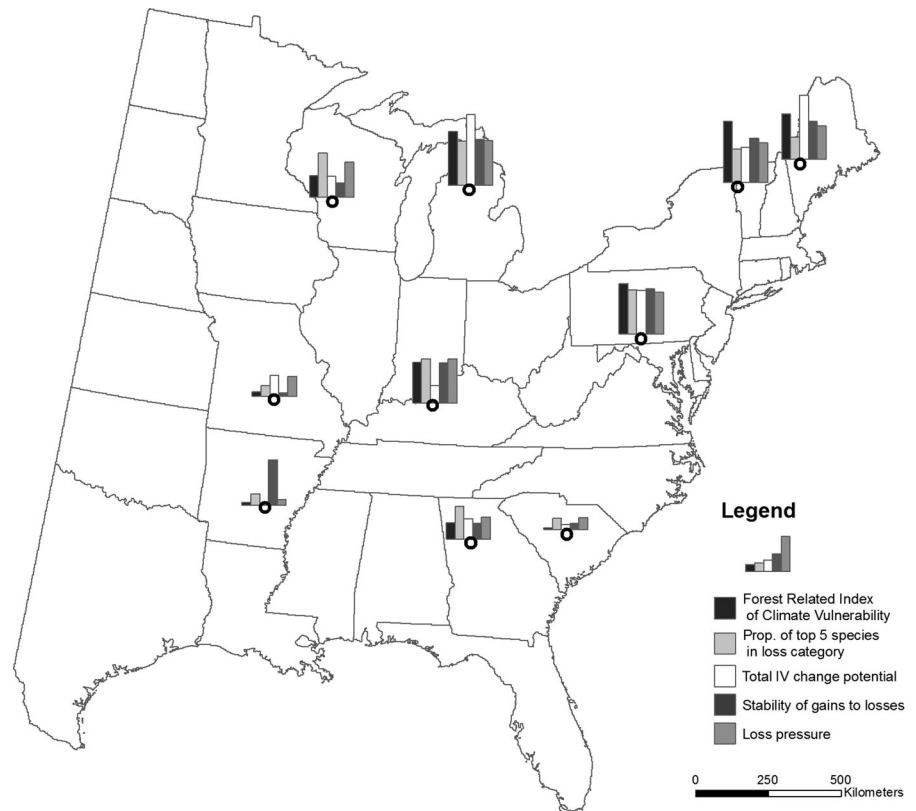 Legend
Forest Related Index
of Climate Vulnerability
Prop. of top 5 species
in loss category
Total IV change potential
Stability of gains to losses
Loss pressure
0 250 500
Kilometers